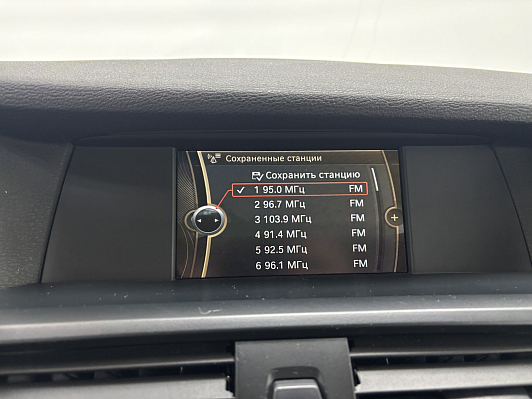 Сохраненные станции
Сохранить станцию
1 95.0 МГц FM
2 96.7 МГц FM
3 103.9 МГц FM
4 91.4 МГц FM
5 92.5 МГц FM
6 96.1 МГц FM